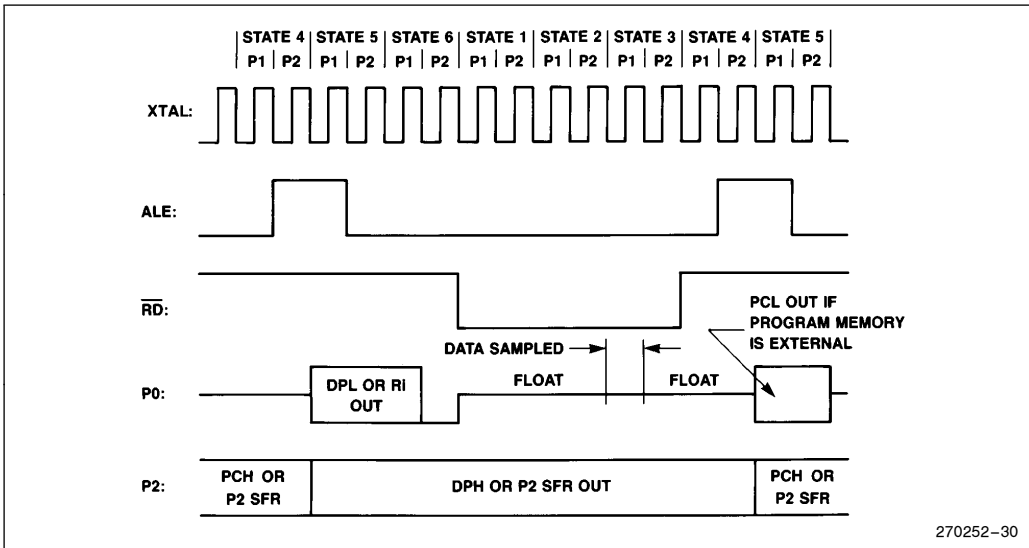 STATE 4 STATE 5 STATE 6 STATE 1 STATE 2 STATE 3 STATE 4 STATE 5
P1 P2 P1 P2 P1 P2 P1 P2 P1 P2 P1 P2 P1 P2 P1 P2
XTAL:
ALE:
RD:
PCL OUT IF
PROGRAM MEMORY
IS EXTERNAL
DATA SAMPLED
P0:
DPL OR RI
OUT
FLOAT FLOAT
P2:
PCH OR
P2 SFR
DPH OR P2 SFR OUT
PCH OR
P2 SFR
270252–30